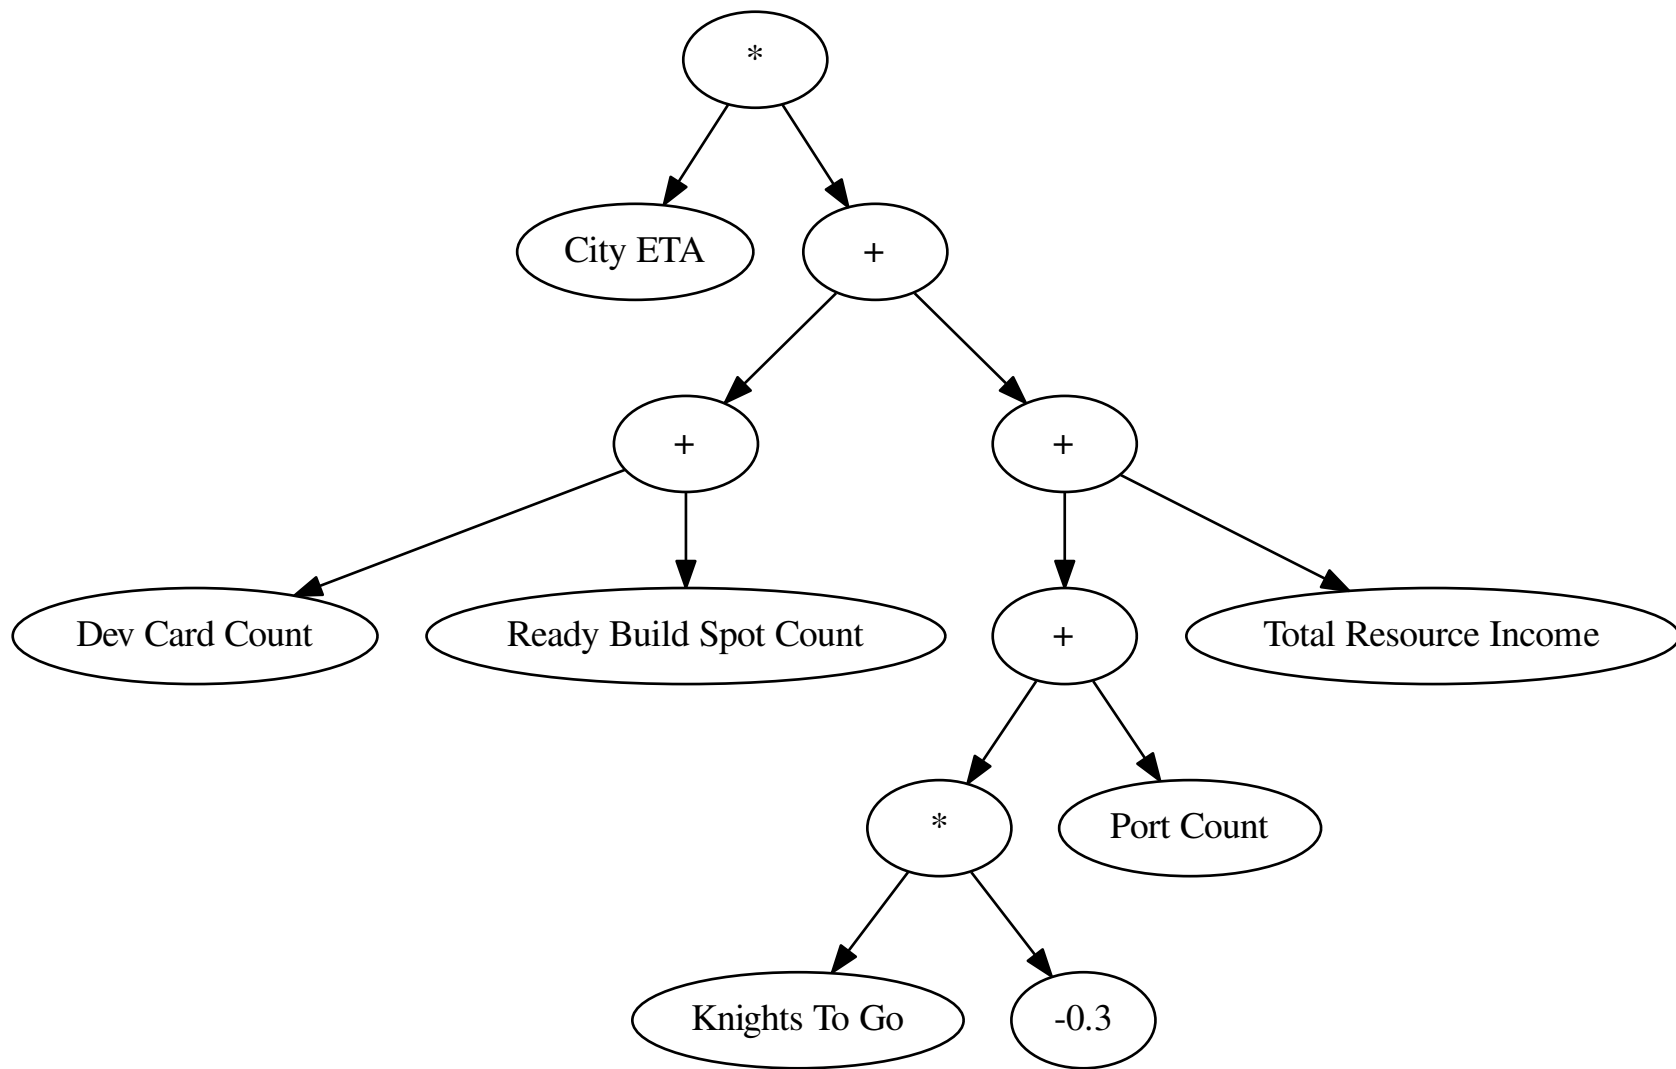 *
City ETA
+
+
+
Dev Card Count
Ready Build Spot Count
+
Total Resource Income
*
Port Count
Knights To Go
-0.3